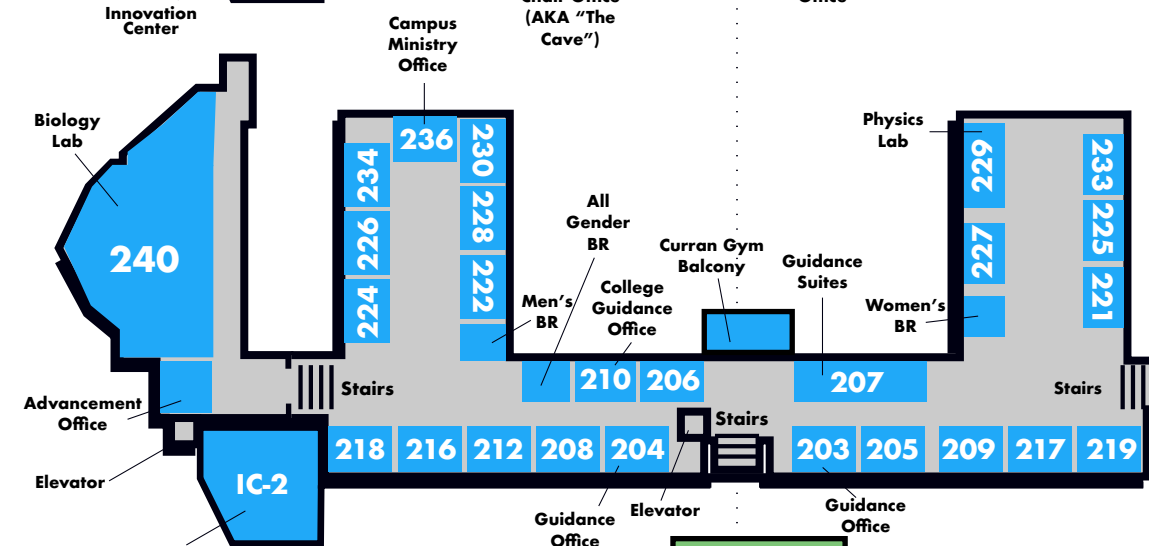 Innovation
Center
(AKA “The
Cave”)
Campus
Ministry
Office
Biology
Lab
Physics
Lab
236
230
234
228
226
222
224
240
229
233
227
225
221
All
Gender
BR
Curran Gym
Balcony
Guidance
Suites
College
Guidance
Office
Men’s
BR
Women’s
BR
210
206
207
Stairs
Stairs
Stairs
Advancement
Office
Elevator
218
216
212
208
204
203
205
209
217
219
IC-2
Guidance
Office
Elevator
Guidance
Office